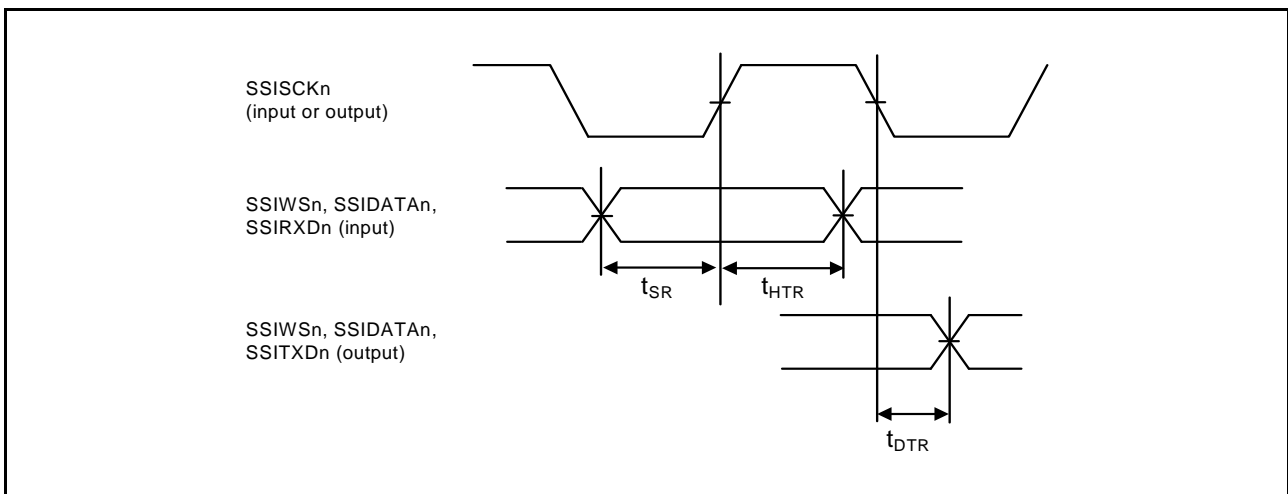 SSISCKn
(input or output)
SSIWSn, SSIDATAn,
SSIRXDn (input)
tSR
tHTR
SSIWSn, SSIDATAn,
SSITXDn (output)
tDTR